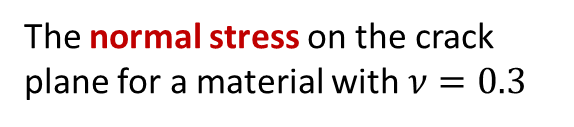 The normal stress on the crack
plane for a material with 𝜈 = 0.3